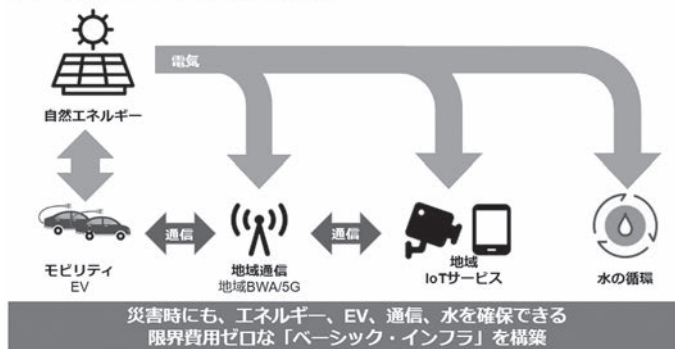 電気
自然エネルギー
通信
通信
モビリティ
EV
地域通信
地域BWA/5G
地域
IoTサービス
水の循環
災害時にも、エネルギー、EV、通信、水を確保できる
限界費用ゼロな「ベーシック・インフラ」を構築